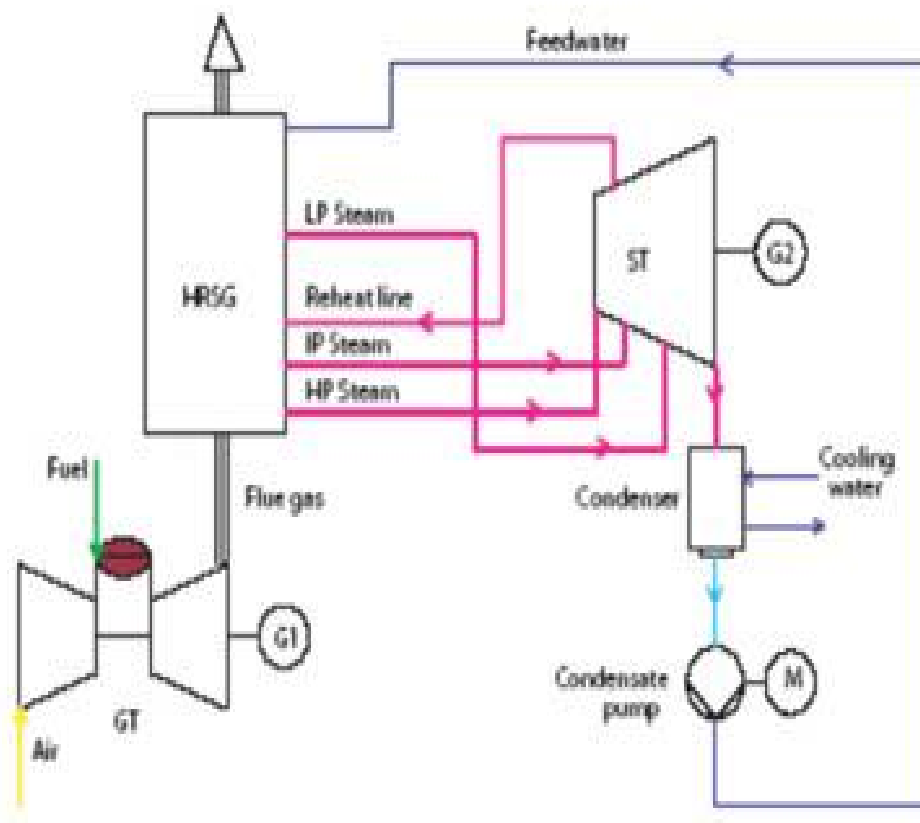 Feedwater
LP Steam
ST
G2
HRSG
Reheat line
IP Steam
HP Steam
Fuel
Flue gas
Condenser
Cooling
water
G1
GT
Air
Condensate
pump
M